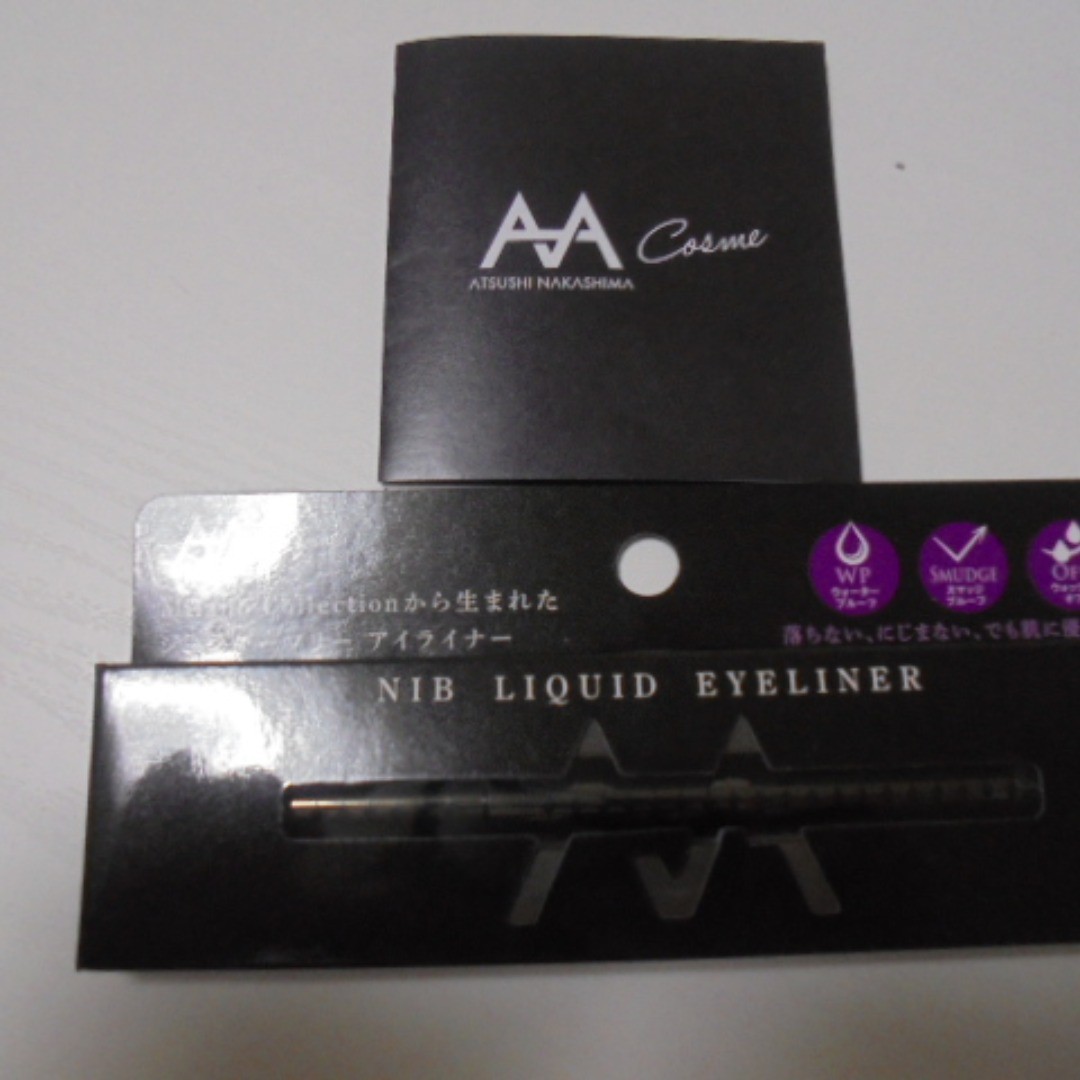 Cosme
ATSUSHI NAKASHIMA
Collectionから生まれた
アイライナー
WP
ウォーター
プルーフ
SMUDGE
スマッジ
プルーフ
落ちない、にじまない、でも肌に
NIB LIQUID EYELINER